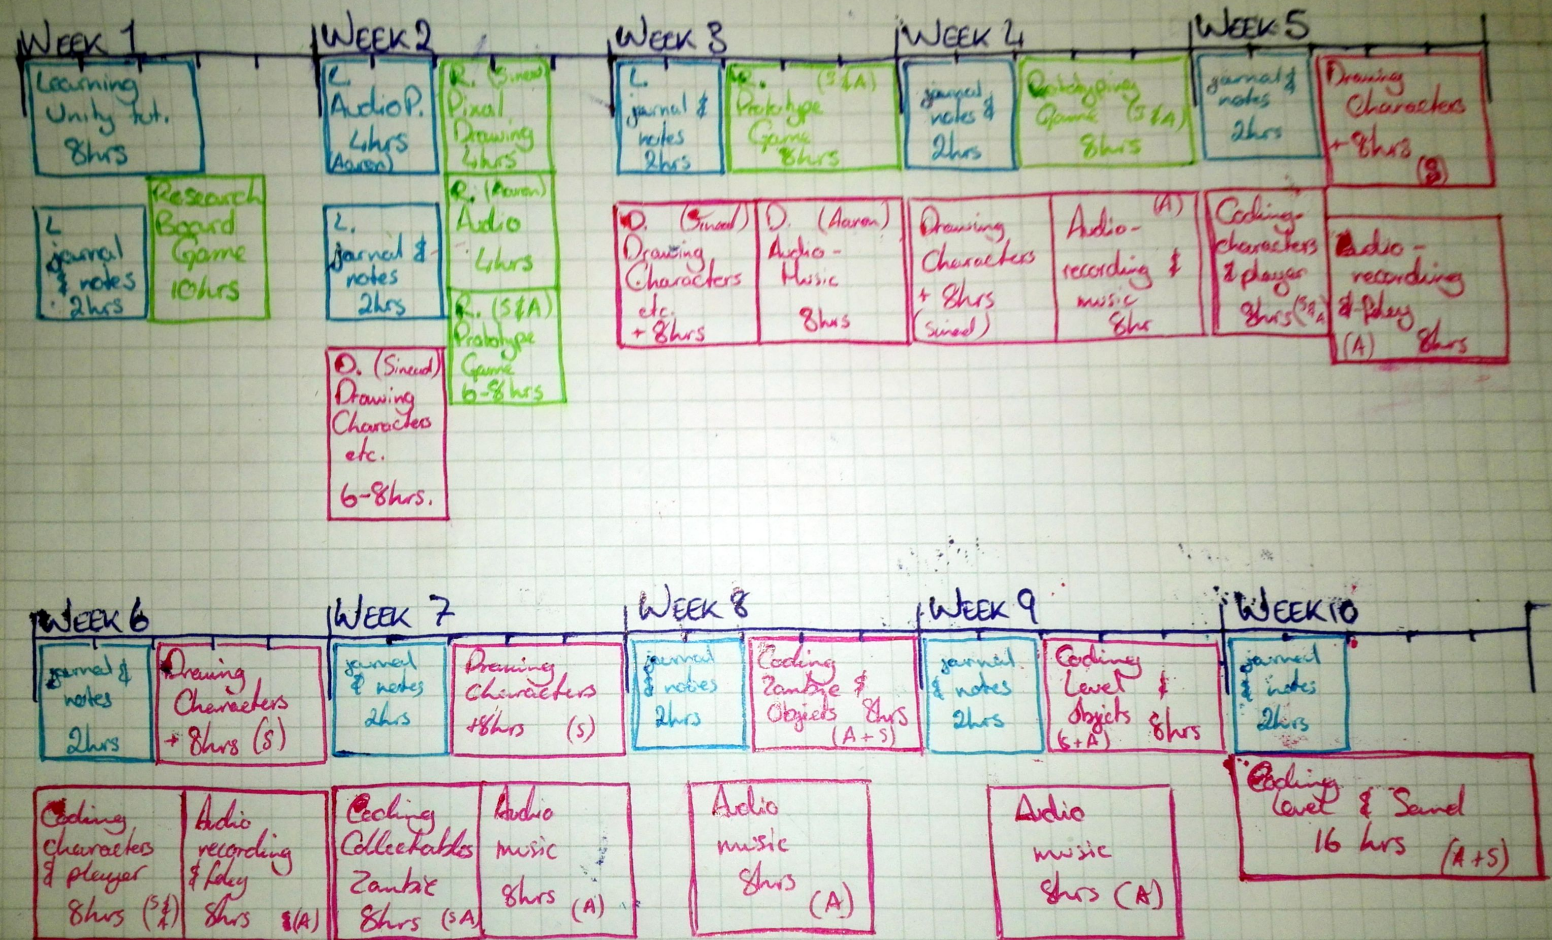 WEEK 1
Learning
Unity tut.
8hrs
L
journal
& notes
2hrs
Research
Board
Game
10hrs
WEEK 2
L.
Audio P.
4hrs
(Aaron)
R. (Sinead)
Pixal
Drawing
4hrs
L.
journal &
notes
2hrs
R. (Aaron)
Audio
4hrs
R. (S&A)
Prototype
Game
6-8hrs
D. (Sinead)
Drawing
Characters
etc.
6-8hrs.
WEEK 3
L.
journal &
notes
2hrs
R. (S&A)
Prototype
Game
8hrs
D. (Sinead)
Drawing
Characters
etc.
+ 8hrs
D. (Aaron)
Audio-
Music
8hrs
WEEK 4
journal
notes &
2hrs
Prototyping
Game (S&A)
8hrs
Drawing
Characters
+ 8hrs
(Sinead)
(A)
Audio-
recording &
music
8hr
WEEK 5
journal &
notes
2hrs
Drawing
Characters
+ 8hrs
(S)
Coding-
characters
& player
8hrs (S&A
Audio -
recording
& foley
(A) 8hrs
WEEK 6
journal &
notes
2hrs
Drawing
Characters
+ 8hrs (S)
Coding
characters
& player
8hrs (S&A)
Audio
recording
& foley
8hrs (A)
WEEK 7
journal
& notes
2hrs
Drawing
Characters
+8hrs (S)
Coding
Collectables
Zombie
8hrs (SA)
Audio
music
8hrs
(A)
WEEK 8
journal
& notes
2hrs
Coding
Zombie &
Objects 8hrs
(A+S)
Audio
music
8hrs
(A)
WEEK 9
journal
& notes
2hrs
Coding
Level &
Objects 8hrs
(S+A)
Audio
music
8hrs (A)
WEEK 10
journal
& notes
2hrs
Coding
Level & Sound
16 hrs
(A+S)